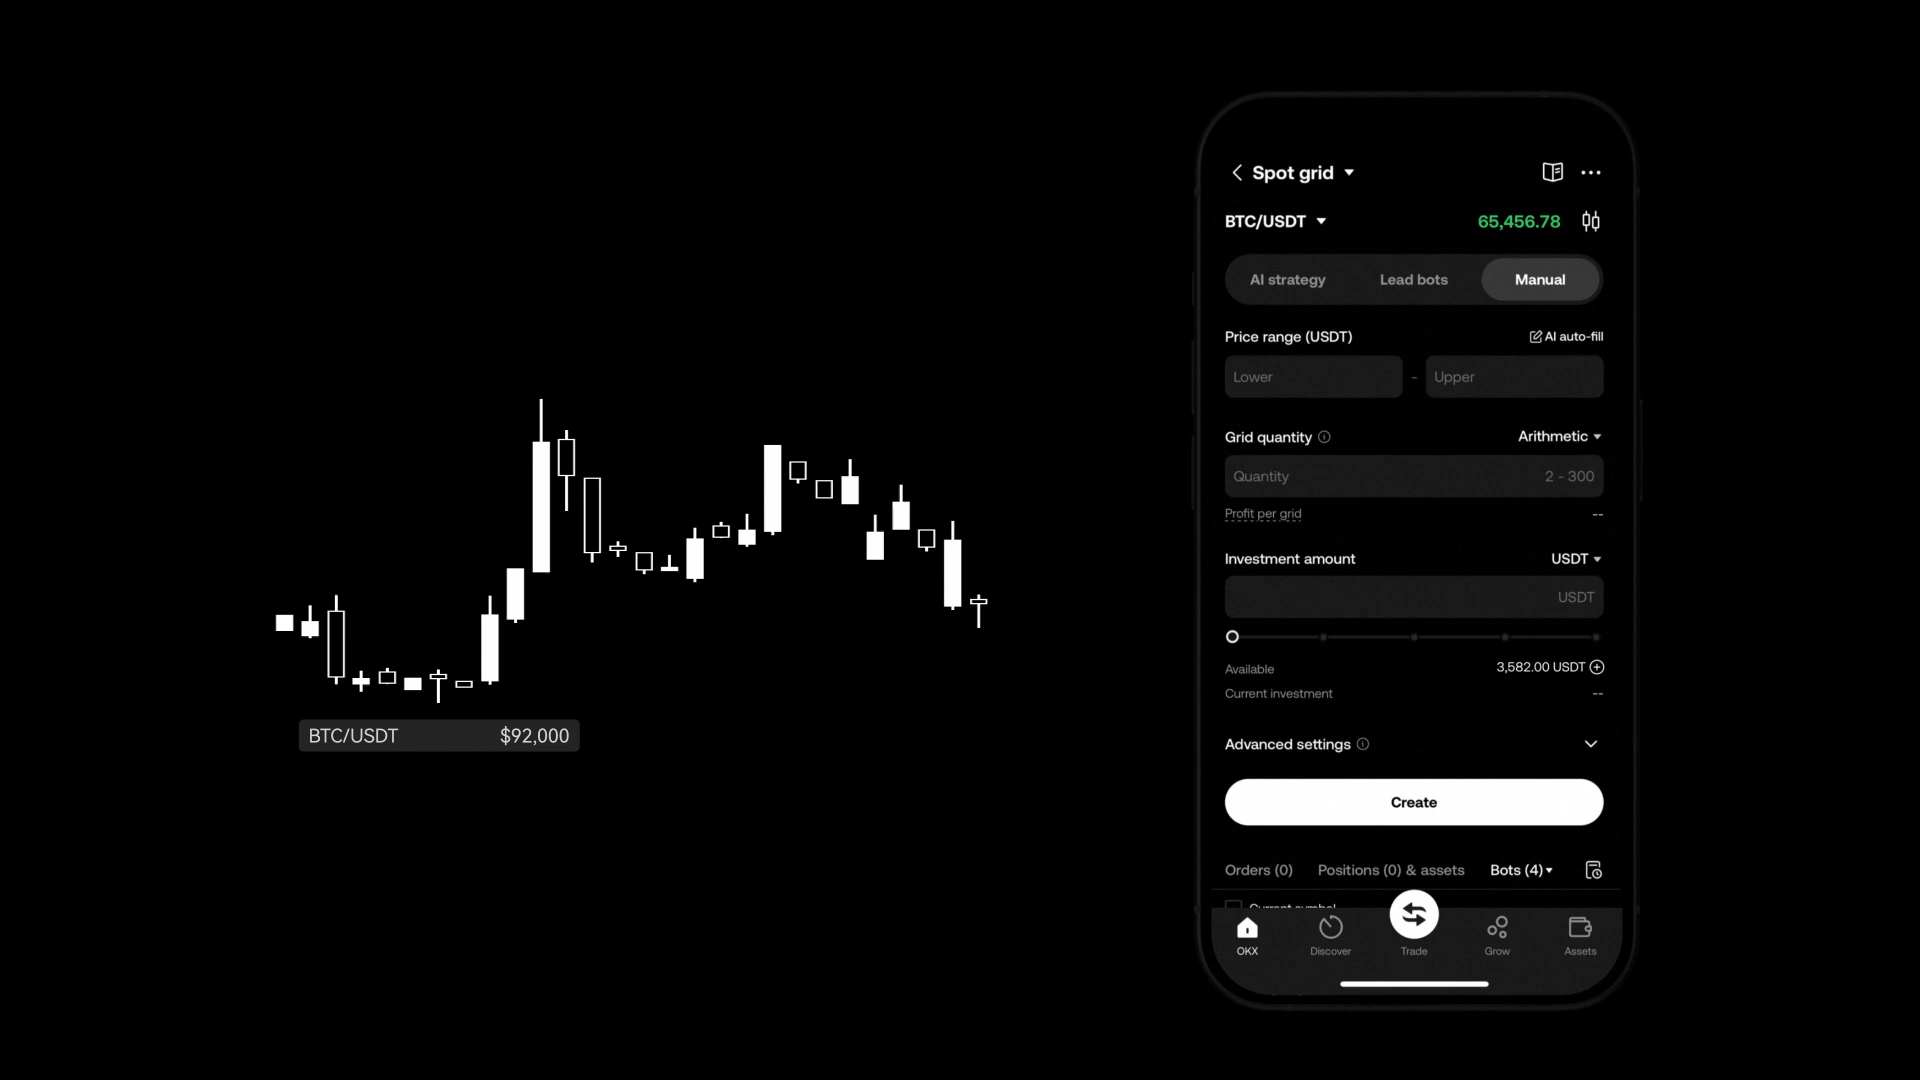 BTC/USDT $92,000
Spot grid
BTC/USDT 65,456.78
AI strategy Lead bots Manual
Price range (USDT) AI auto-fill
Lower - Upper
Grid quantity Arithmetic
Quantity 2 - 300
Profit per grid --
Investment amount USDT
USDT
Available 3,582.00 USDT
Current investment --
Advanced settings
Create
Orders (0) Positions (0) & assets Bots (4)
Current symbol
OKX Discover Trade Grow Assets